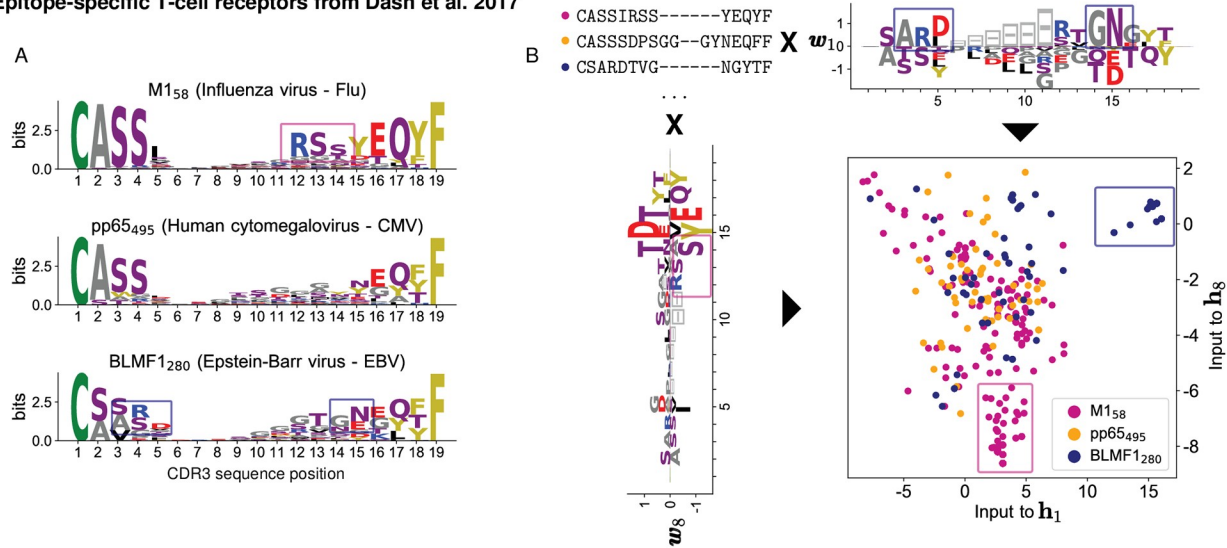 Epitope-specific T-cell receptors from Dash et al. 2017
A
M1₅₈ (Influenza virus - Flu)
bits
2.5
0.0
1 2 3 4 5 6 7 8 9 10 11 12 13 14 15 16 17 18 19
pp65₄₉₅ (Human cytomegalovirus - CMV)
bits
2.5
0.0
1 2 3 4 5 6 7 8 9 10 11 12 13 14 15 16 17 18 19
BLMF1₂₈₀ (Epstein-Barr virus - EBV)
bits
2.5
0.0
1 2 3 4 5 6 7 8 9 10 11 12 13 14 15 16 17 18 19
CDR3 sequence position
B
CASSIRSS------YEQYF
CASSSDPSGG--GYNEQFF
CSARDTVG------NGYTF
...
X
X
w₁
1
0
-1
5 10 15
15
10
5
1 0 -1
w₈
2
0
-2
-4
-6
-8
Input to h₈
M1₅₈
pp65₄₉₅
BLMF1₂₈₀
-5 0 5 10 15
Input to h₁